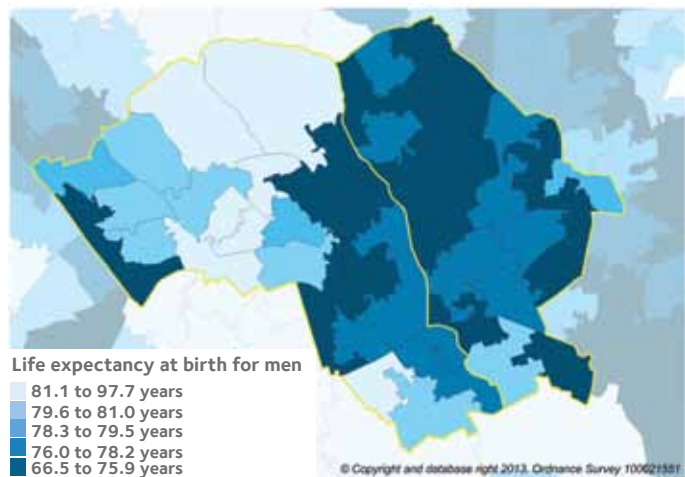 Life expectancy at birth for men
81.1 to 97.7 years
79.6 to 81.0 years
78.3 to 79.5 years
76.0 to 78.2 years
66.5 to 75.9 years
© Copyright and database right 2013. Ordnance Survey 100021551